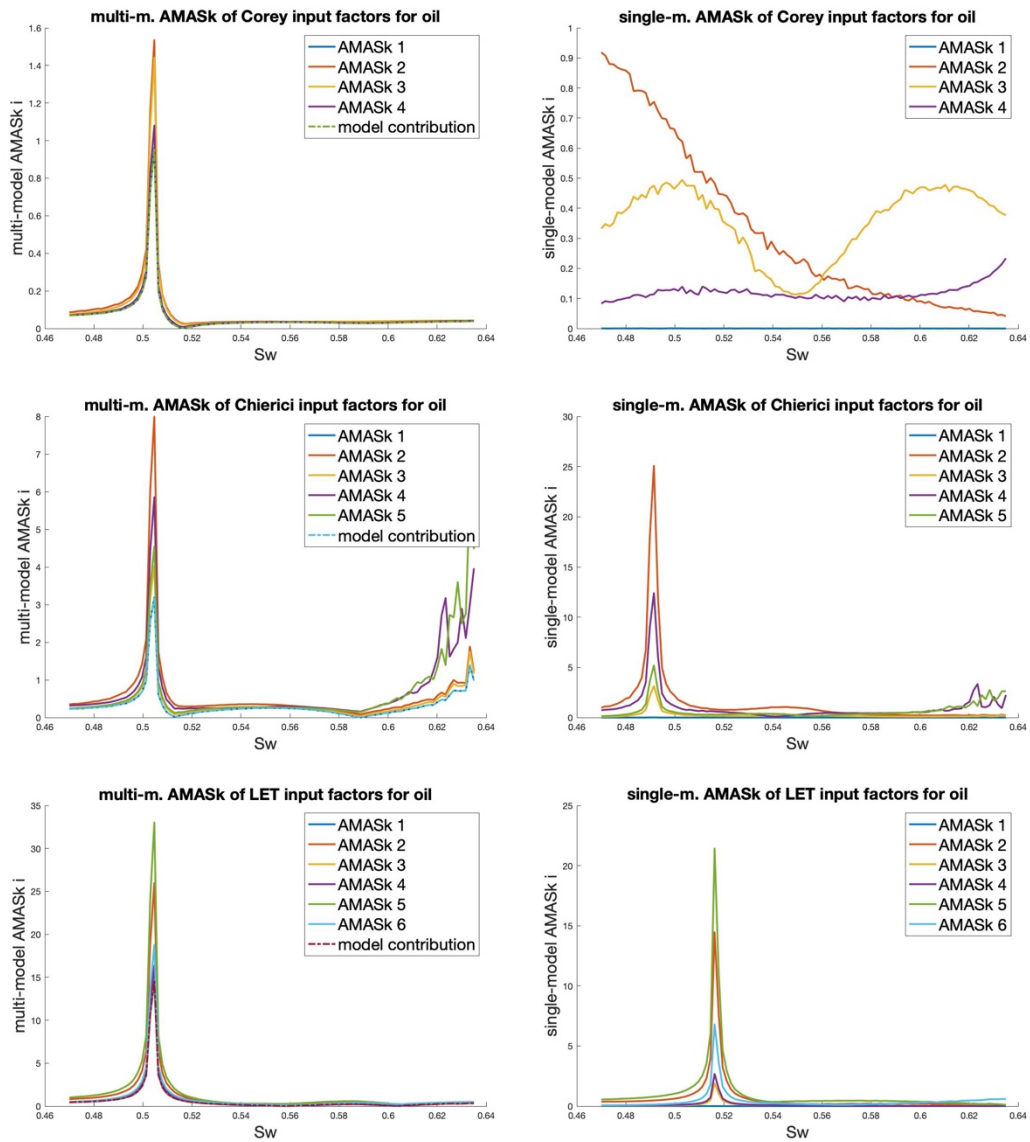 multi-m. AMASk of Corey input factors for oil
multi-model AMASk i
1.6
1.4
1.2
1
0.8
0.6
0.4
0.2
0
0.46
0.48
0.5
0.52
0.54
0.56
0.58
0.6
0.62
0.64
Sw
AMASk 1
AMASk 2
AMASk 3
AMASk 4
model contribution
single-m. AMASk of Corey input factors for oil
single-model AMASk i
1
0.9
0.8
0.7
0.6
0.5
0.4
0.3
0.2
0.1
0
0.46
0.48
0.5
0.52
0.54
0.56
0.58
0.6
0.62
0.64
Sw
AMASk 1
AMASk 2
AMASk 3
AMASk 4
multi-m. AMASk of Chierici input factors for oil
multi-model AMASk i
8
7
6
5
4
3
2
1
0
0.46
0.48
0.5
0.52
0.54
0.56
0.58
0.6
0.62
0.64
Sw
AMASk 1
AMASk 2
AMASk 3
AMASk 4
AMASk 5
model contribution
single-m. AMASk of Chierici input factors for oil
single-model AMASk i
30
25
20
15
10
5
0
0.46
0.48
0.5
0.52
0.54
0.56
0.58
0.6
0.62
0.64
Sw
AMASk 1
AMASk 2
AMASk 3
AMASk 4
AMASk 5
multi-m. AMASk of LET input factors for oil
multi-model AMASk i
35
30
25
20
15
10
5
0
0.46
0.48
0.5
0.52
0.54
0.56
0.58
0.6
0.62
0.64
Sw
AMASk 1
AMASk 2
AMASk 3
AMASk 4
AMASk 5
AMASk 6
model contribution
single-m. AMASk of LET input factors for oil
single-model AMASk i
25
20
15
10
5
0
0.46
0.48
0.5
0.52
0.54
0.56
0.58
0.6
0.62
0.64
Sw
AMASk 1
AMASk 2
AMASk 3
AMASk 4
AMASk 5
AMASk 6